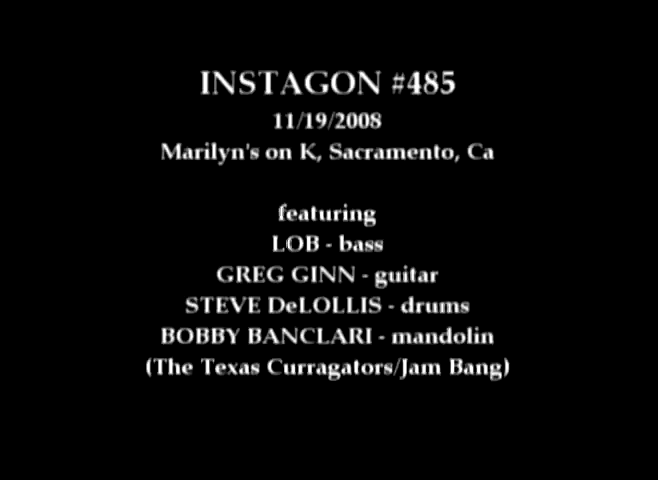 INSTAGON #485
11/19/2008
Marilyn's on K, Sacramento, Ca
featuring
LOB - bass
GREG GINN - guitar
STEVE DeLOLLIS - drums
BOBBY BANCLARI - mandolin
(The Texas Curragators/Jam Bang)